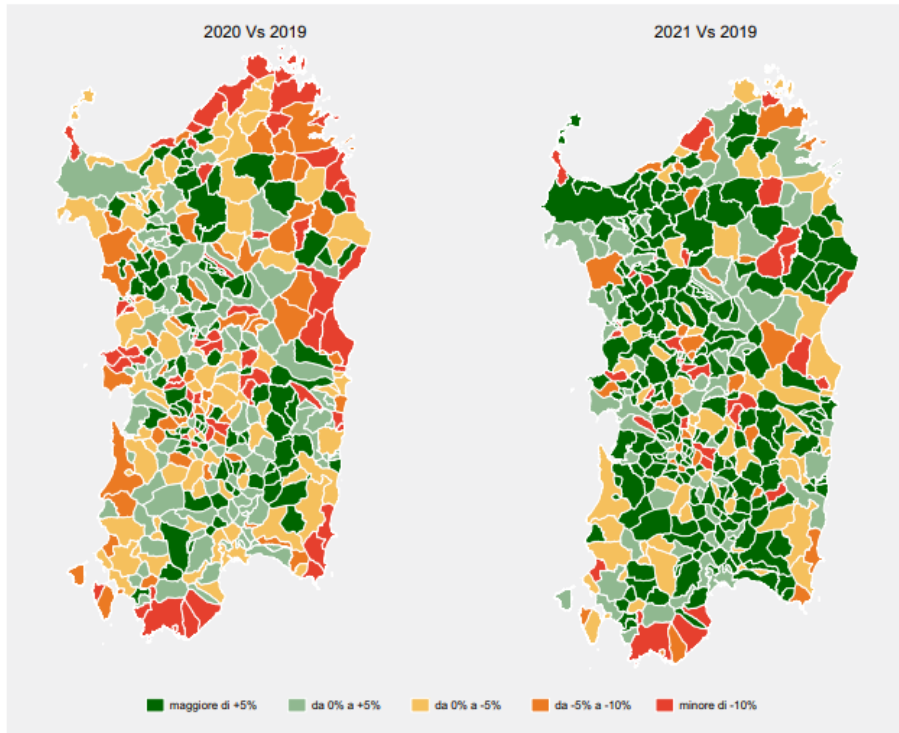 2020 Vs 2019
2021 Vs 2019
maggiore di +5%
da 0% a +5%
da 0% a -5%
da -5% a -10%
minore di -10%